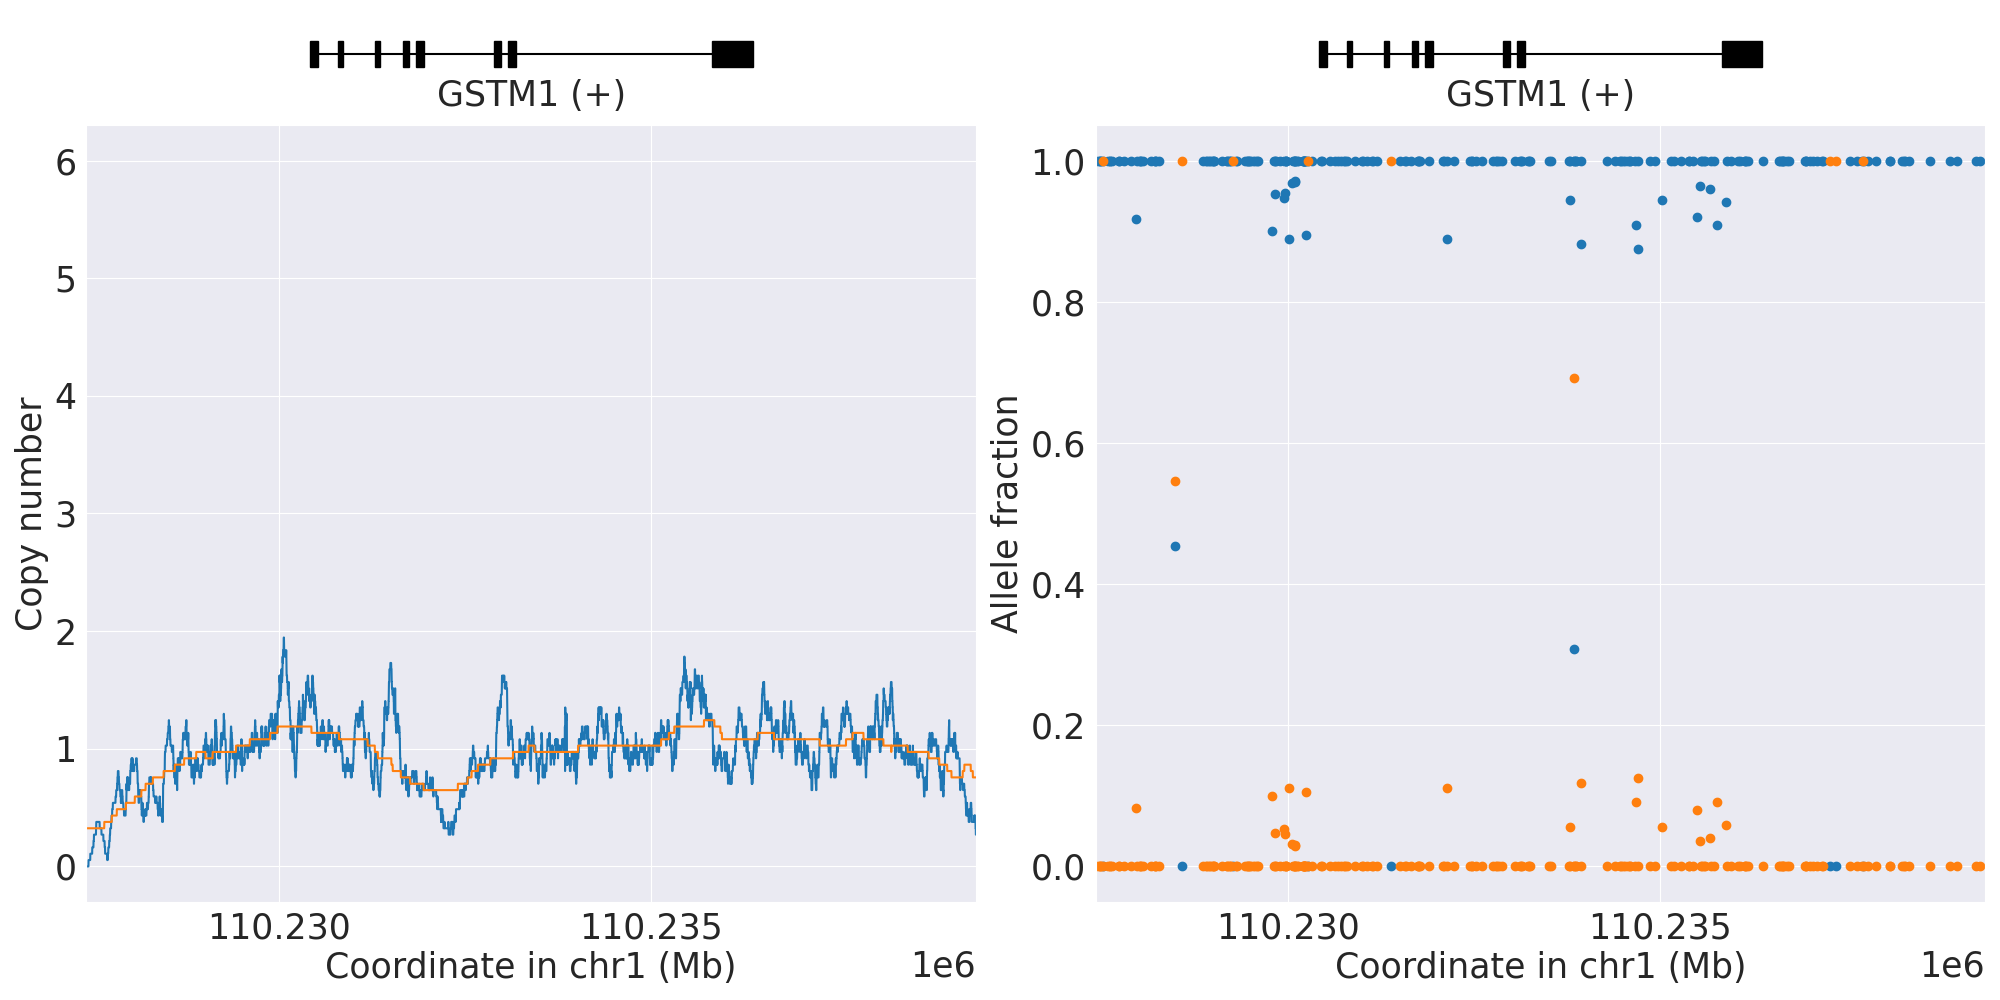 GSTM1 (+)
6
5
4
3
2
1
0
Copy number
110.230
110.235
Coordinate in chr1 (Mb)
1e6
GSTM1 (+)
1.0
0.8
0.6
0.4
0.2
0.0
Allele fraction
110.230
110.235
Coordinate in chr1 (Mb)
1e6